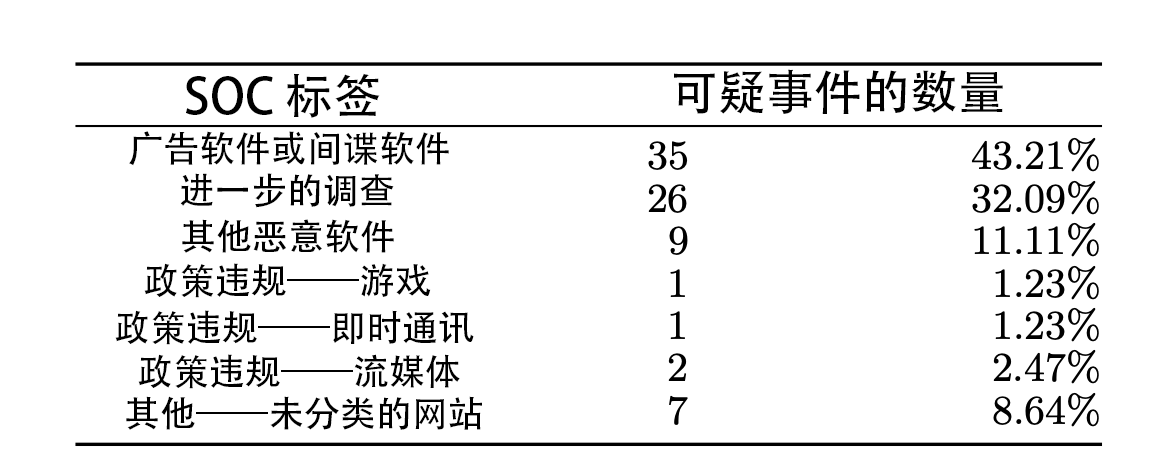 SOC 标签 可疑事件的数量
广告软件或间谍软件 35 43.21%
进一步的调查 26 32.09%
其他恶意软件 9 11.11%
政策违规——游戏 1 1.23%
政策违规——即时通讯 1 1.23%
政策违规——流媒体 2 2.47%
其他——未分类的网站 7 8.64%